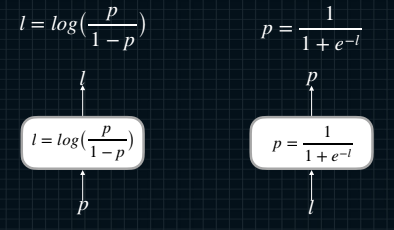 l = log(p/(1 − p))
p = 1/(1 + e^{−l})
l
p
l = log(p/(1 − p))
p = 1/(1 + e^{−l})
p
l